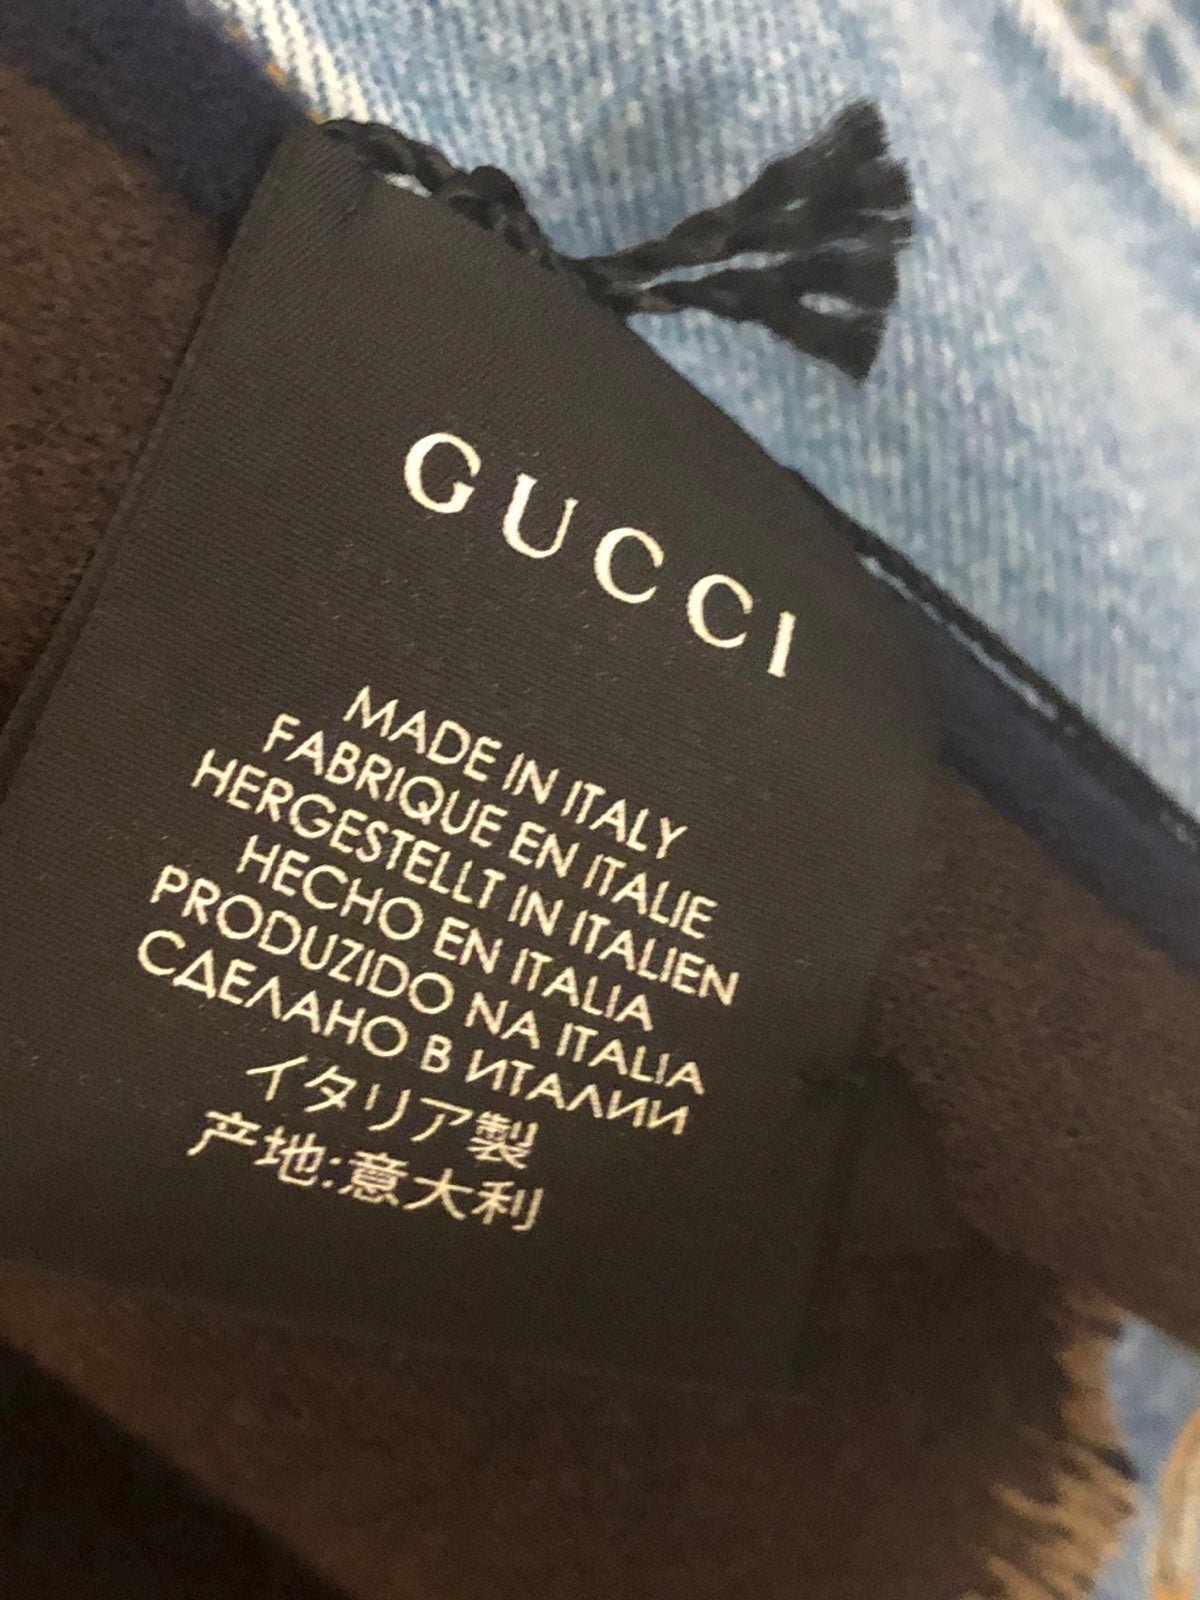 GUCCI
MADE IN ITALY
FABRIQUE EN ITALIE
HERGESTELLT IN ITALIEN
HECHO EN ITALIA
PRODUZIDO NA ITALIA
СДЕЛАНО В ИТАЛИИ
イタリア製
产地:意大利